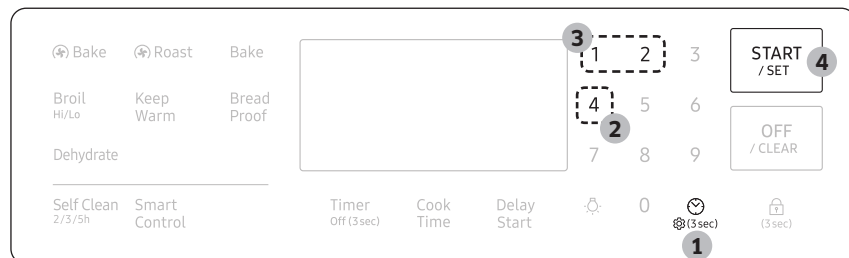 Bake Roast Bake
3
1 2 3
START
/ SET
4
Broil
Hi/Lo
Keep
Warm
Bread
Proof
4 5 6
2
OFF
/ CLEAR
Dehydrate
7 8 9
Self Clean
2/3/5h
Smart
Control
Timer
Off (3 sec)
Cook
Time
Delay
Start
0
(3 sec)
1
(3 sec)